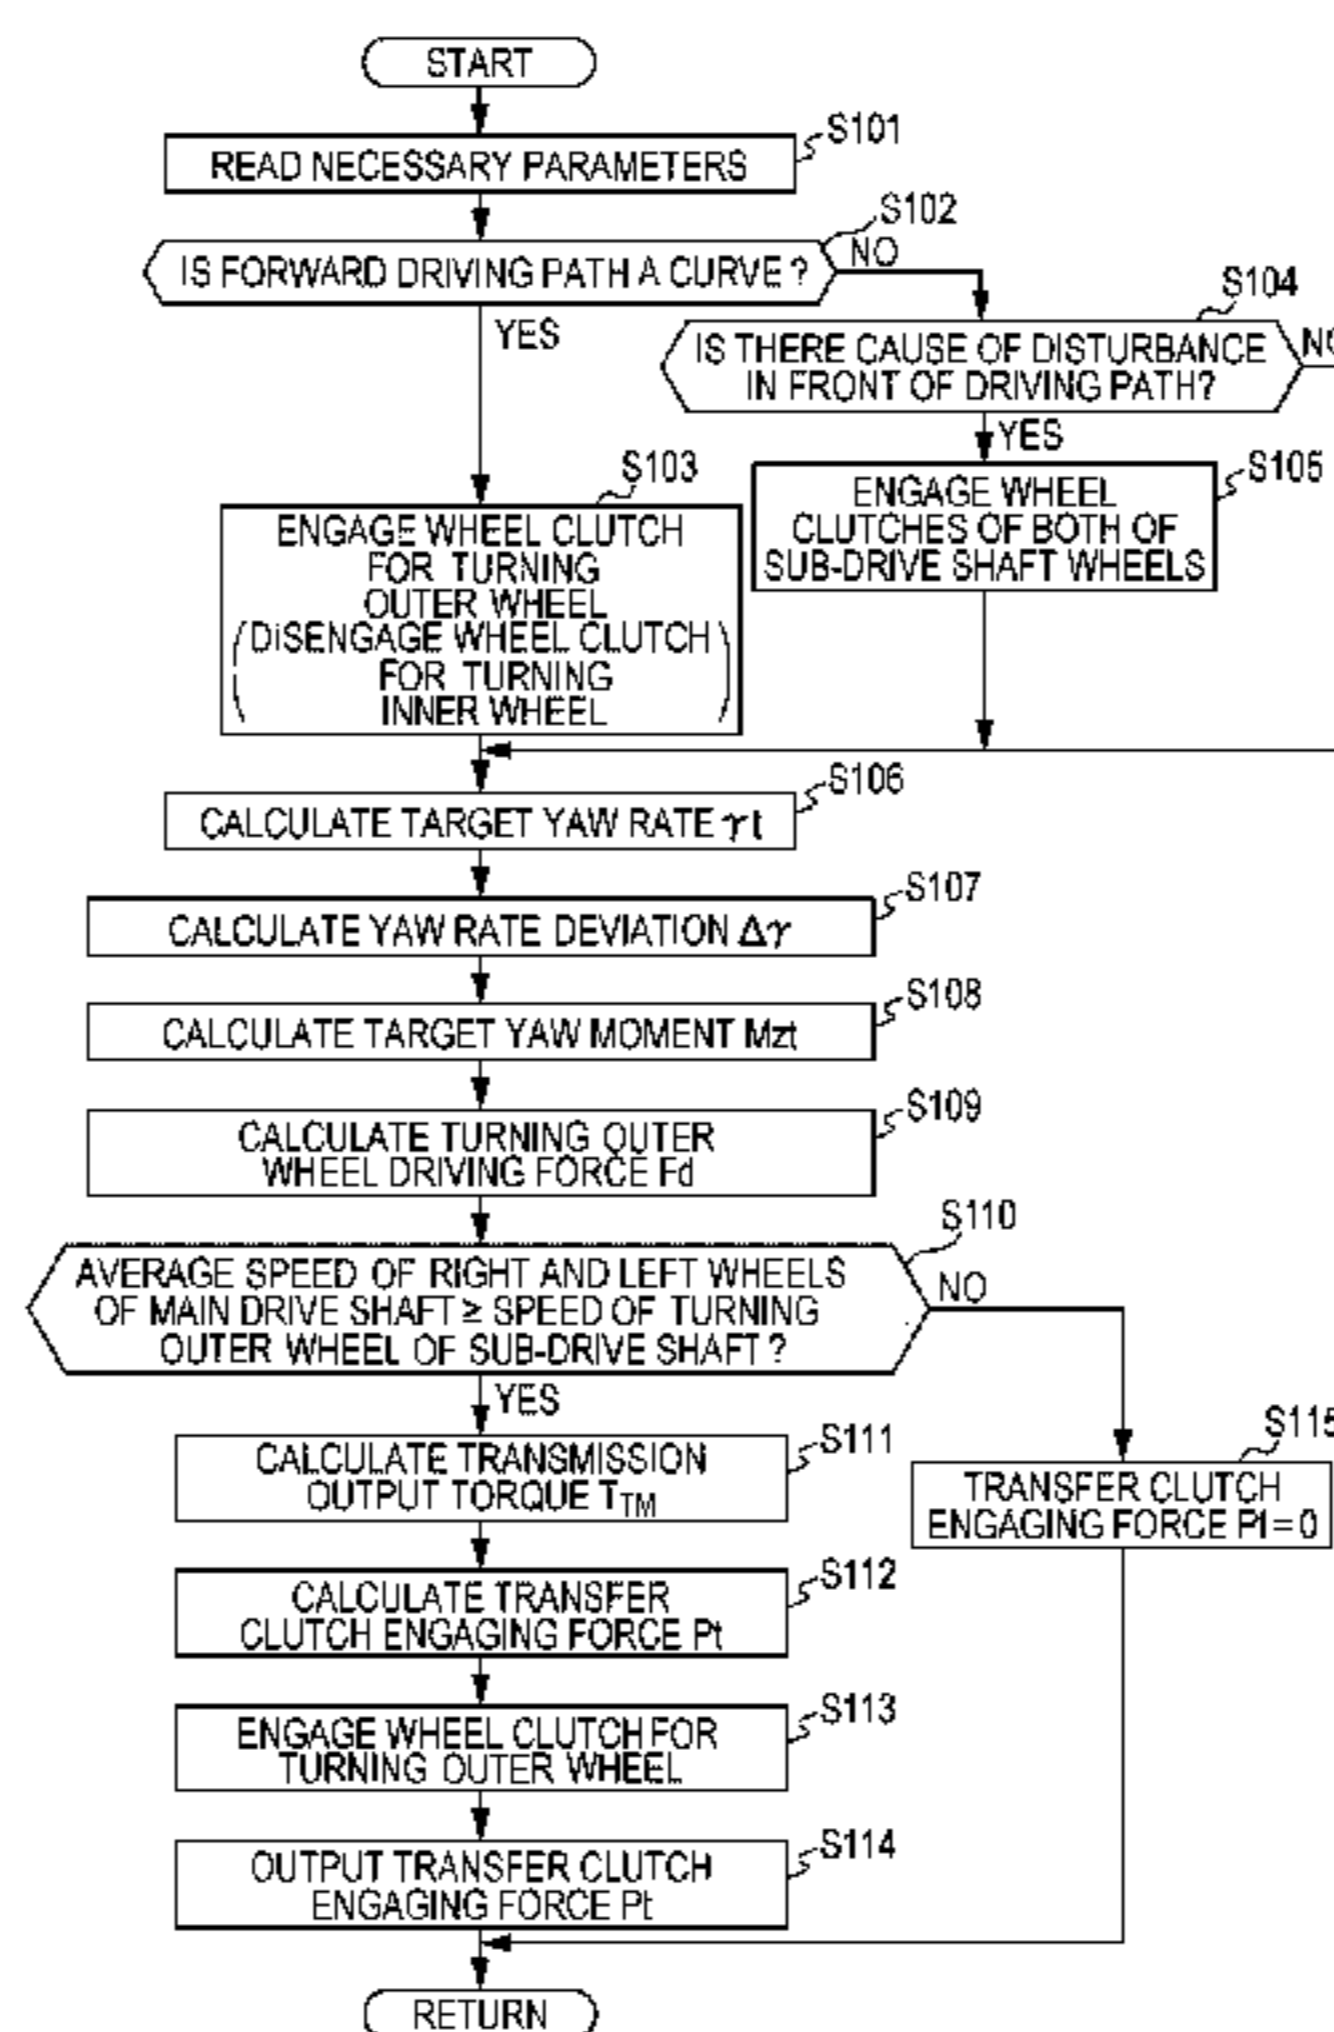 START
S101
READ NECESSARY PARAMETERS
S102
IS FORWARD DRIVING PATH A CURVE ?
NO
YES
S104
IS THERE CAUSE OF DISTURBANCE
IN FRONT OF DRIVING PATH?
NO
YES
S103
ENGAGE WHEEL CLUTCH
FOR TURNING
OUTER WHEEL
(DISENGAGE WHEEL CLUTCH
FOR TURNING
INNER WHEEL)
S105
ENGAGE WHEEL
CLUTCHES OF BOTH OF
SUB-DRIVE SHAFT WHEELS
S106
CALCULATE TARGET YAW RATE γt
S107
CALCULATE YAW RATE DEVIATION Δγ
S108
CALCULATE TARGET YAW MOMENT Mzt
S109
CALCULATE TURNING OUTER
WHEEL DRIVING FORCE Fd
S110
AVERAGE SPEED OF RIGHT AND LEFT WHEELS
OF MAIN DRIVE SHAFT ≥ SPEED OF TURNING
OUTER WHEEL OF SUB-DRIVE SHAFT ?
NO
YES
S111
CALCULATE TRANSMISSION
OUTPUT TORQUE TTM
S115
TRANSFER CLUTCH
ENGAGING FORCE Pt = 0
S112
CALCULATE TRANSFER
CLUTCH ENGAGING FORCE Pt
S113
ENGAGE WHEEL CLUTCH FOR
TURNING OUTER WHEEL
S114
OUTPUT TRANSFER CLUTCH
ENGAGING FORCE Pt
RETURN